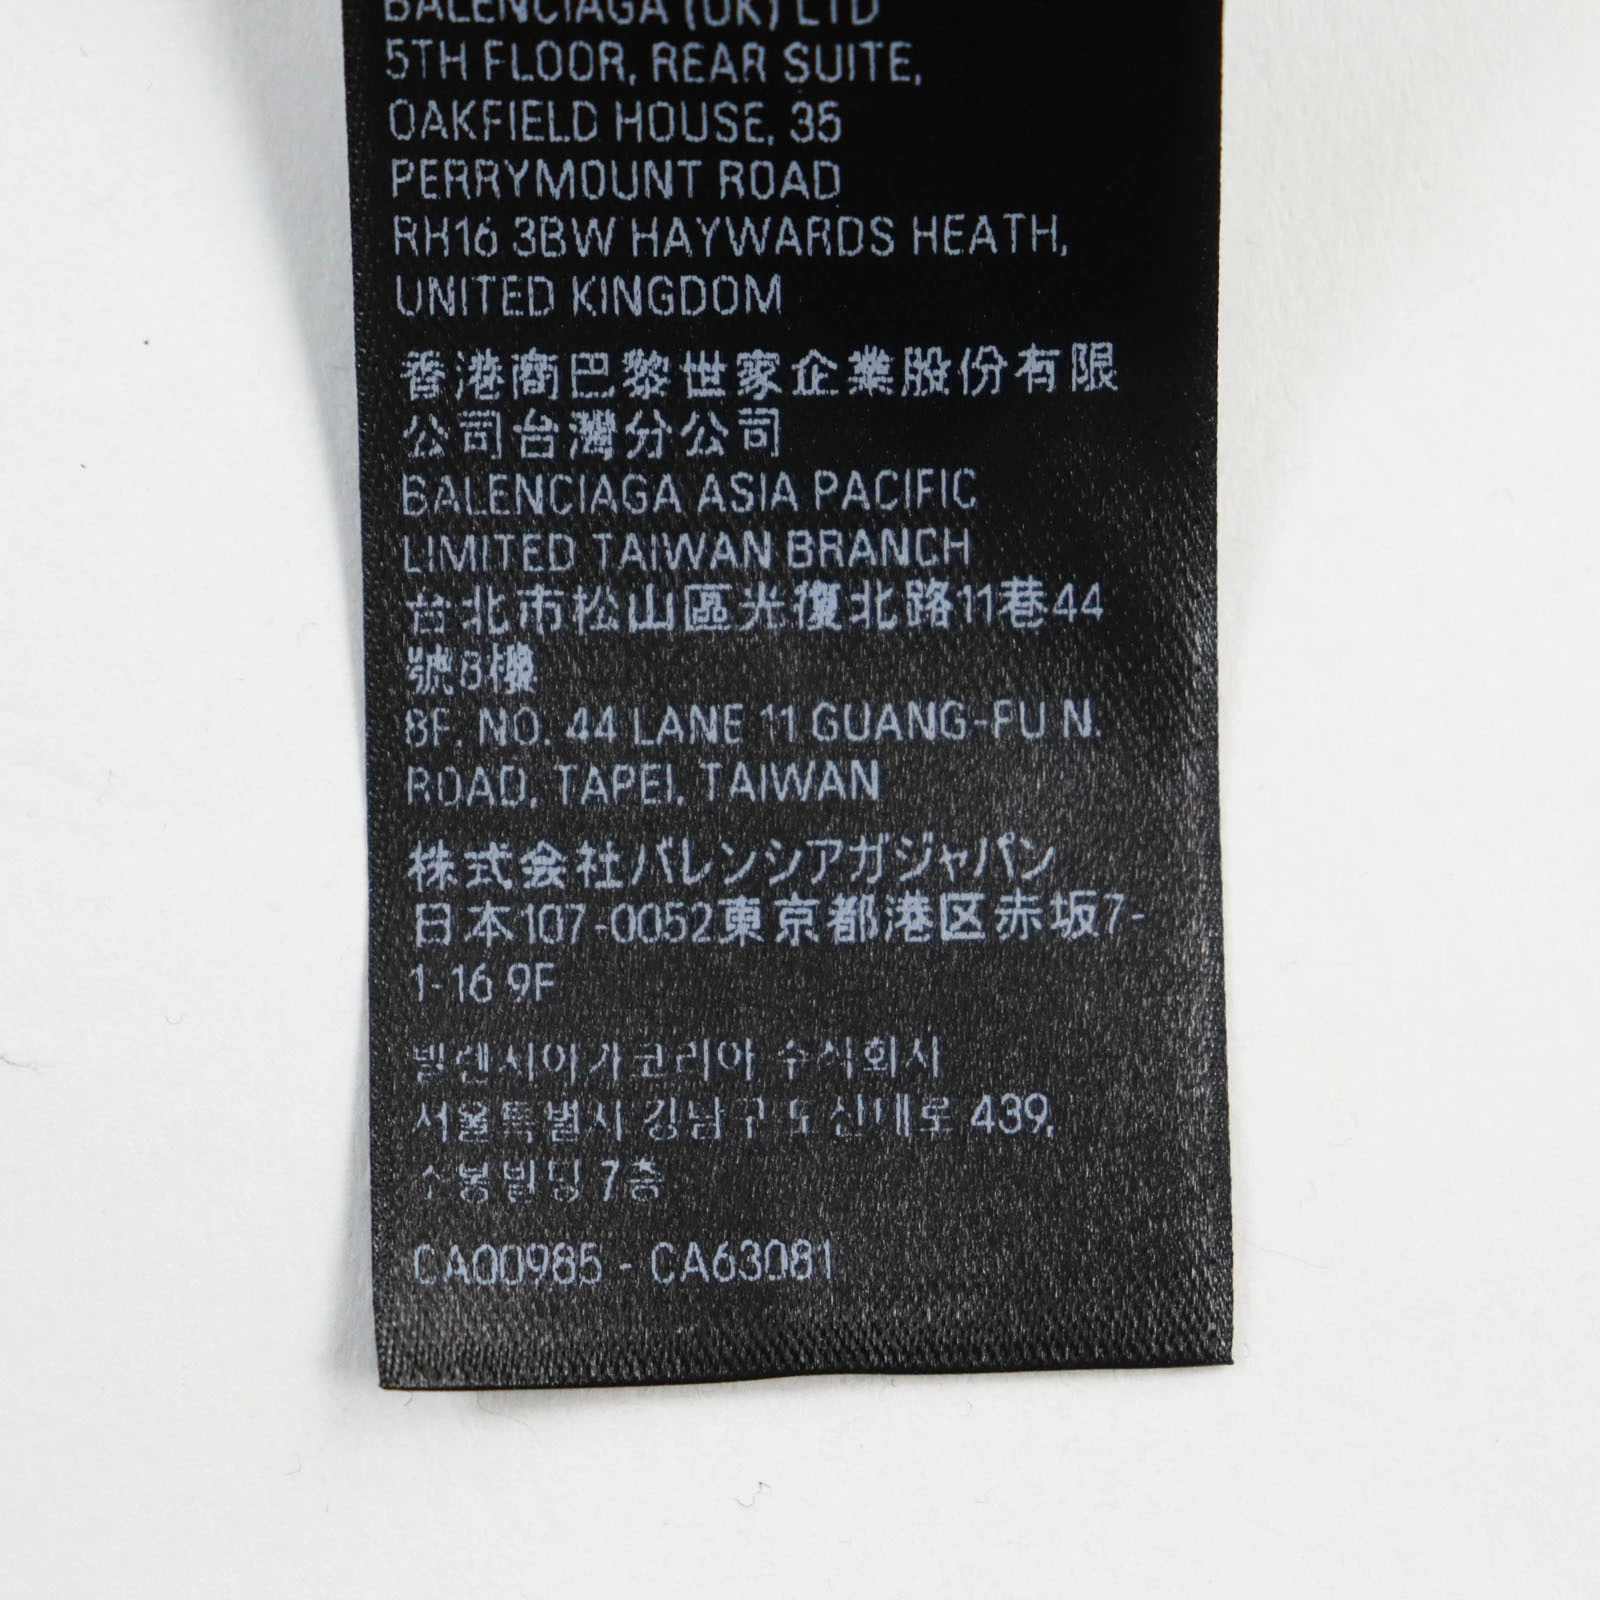 BALENCIAGA (UK) LTD
5TH FLOOR, REAR SUITE,
OAKFIELD HOUSE, 35
PERRYMOUNT ROAD
RH16 3BW HAYWARDS HEATH,
UNITED KINGDOM
香港商巴黎世家企業股份有限
公司台灣分公司
BALENCIAGA ASIA PACIFIC
LIMITED TAIWAN BRANCH
台北市松山區光復北路11巷44
號8樓
8F. NO. 44 LANE 11 GUANG-FU N.
ROAD, TAPEI, TAIWAN
株式会社バレンシアガジャパン
日本107-0052東京都港区赤坂7-
1-16 9F
발렌시아가코리아 주식회사
서울특별시 강남구 도산대로 439,
소봉빌딩 7층
CA00985 - CA63081